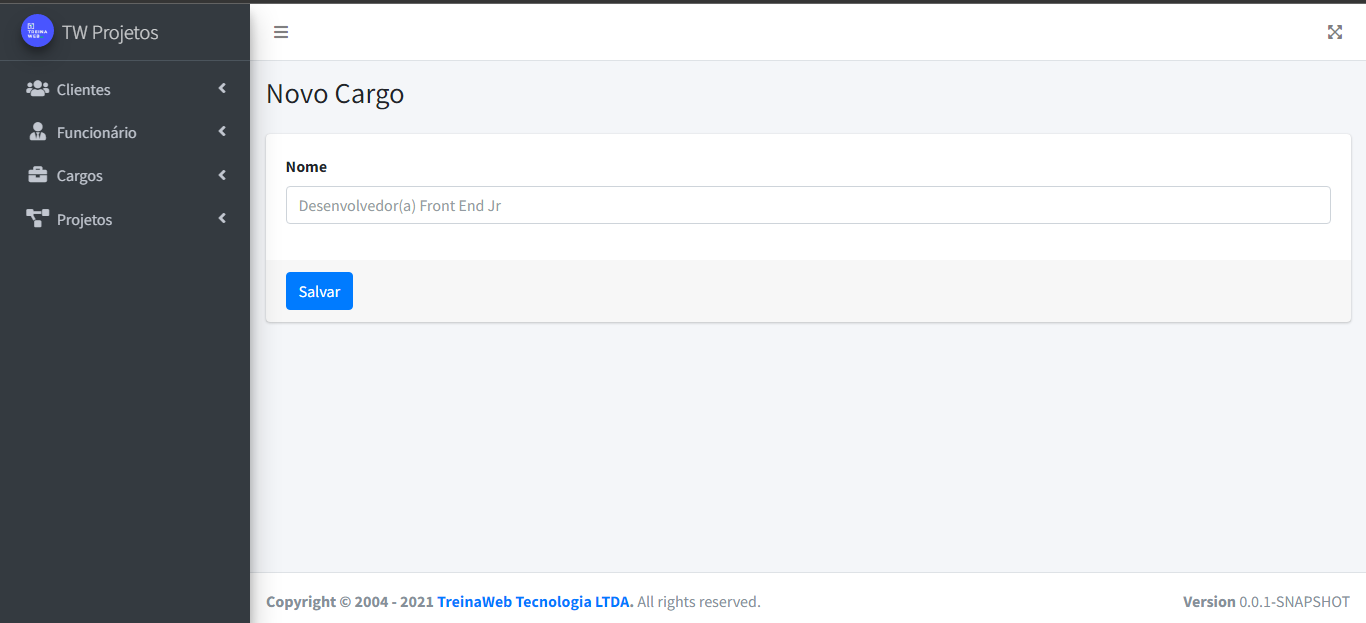 TREINA
WEB
TW Projetos
Clientes
Funcionário
Cargos
Projetos
Novo Cargo
Nome
Desenvolvedor(a) Front End Jr
Salvar
Copyright © 2004 - 2021 TreinaWeb Tecnologia LTDA. All rights reserved.
Version 0.0.1-SNAPSHOT